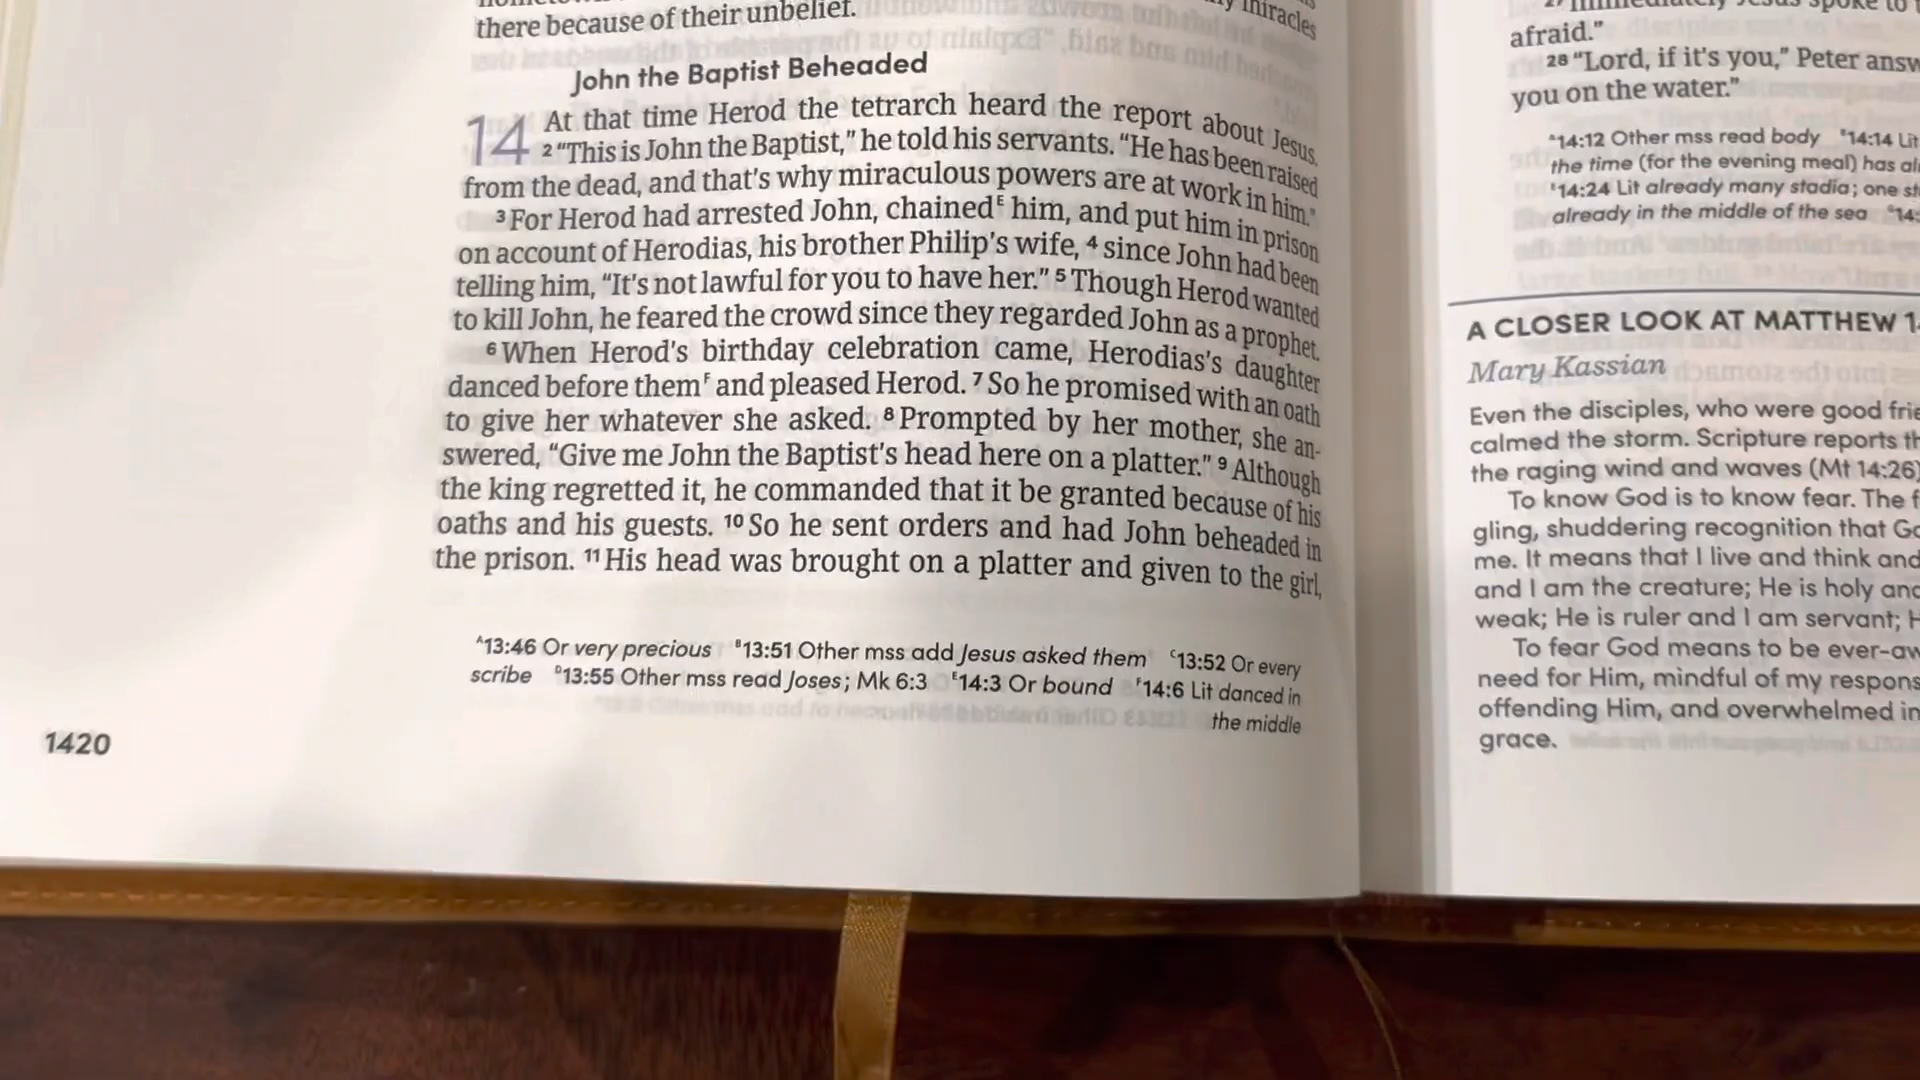 there because of their unbelief.
miracles
John the Baptist Beheaded
14 At that time Herod the tetrarch heard the report about Jesus.
2 “This is John the Baptist,” he told his servants. “He has been raised
from the dead, and that's why miraculous powers are at work in him.”
3 For Herod had arrested John, chainedE him, and put him in prison
on account of Herodias, his brother Philip's wife, 4 since John had been
telling him, “It's not lawful for you to have her.” 5 Though Herod wanted
to kill John, he feared the crowd since they regarded John as a prophet.
6 When Herod's birthday celebration came, Herodias's daughter
danced before themF and pleased Herod. 7 So he promised with an oath
to give her whatever she asked. 8 Prompted by her mother, she an-
swered, “Give me John the Baptist's head here on a platter.” 9 Although
the king regretted it, he commanded that it be granted because of his
oaths and his guests. 10 So he sent orders and had John beheaded in
the prison. 11 His head was brought on a platter and given to the girl,
A13:46 Or very precious B13:51 Other mss add Jesus asked them C13:52 Or every
scribe D13:55 Other mss read Joses; Mk 6:3 E14:3 Or bound F14:6 Lit danced in
the middle
1420
afraid.”
28 “Lord, if it's you,” Peter answ
you on the water.”
A14:12 Other mss read body B14:14 Lit
the time (for the evening meal) has al
14:24 Lit already many stadia; one st
already in the middle of the sea 14:
A CLOSER LOOK AT MATTHEW 1
Mary Kassian
Even the disciples, who were good frie
calmed the storm. Scripture reports th
the raging wind and waves (Mt 14:26)
To know God is to know fear. The f
gling, shuddering recognition that Go
me. It means that I live and think and
and I am the creature; He is holy and
weak; He is ruler and I am servant; H
To fear God means to be ever-aw
need for Him, mindful of my respons
offending Him, and overwhelmed in
grace.